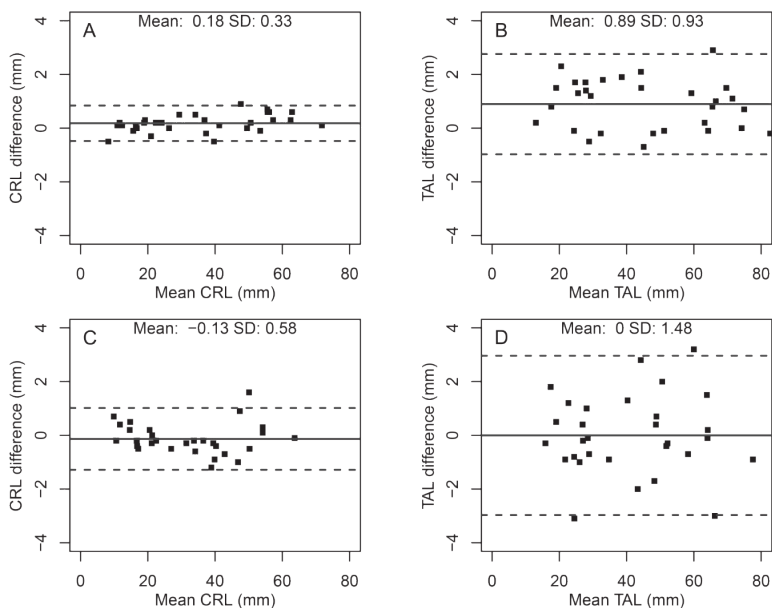 A
Mean: 0.18 SD: 0.33
CRL difference (mm)
4
2
0
−2
−4
0 20 40 60 80
Mean CRL (mm)
B
Mean: 0.89 SD: 0.93
TAL difference (mm)
4
2
0
−2
−4
0 20 40 60 80
Mean TAL (mm)
C
Mean: −0.13 SD: 0.58
CRL difference (mm)
4
2
0
−2
−4
0 20 40 60 80
Mean CRL (mm)
D
Mean: 0 SD: 1.48
TAL difference (mm)
4
2
0
−2
−4
0 20 40 60 80
Mean TAL (mm)